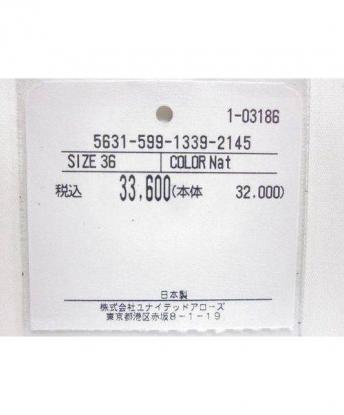 1-03186
5631-599-1339-2145
SIZE 36 COLOR Nat
税込 33,600(本体 32.000)
日本製
株式会社ユナイテッドアローズ
東京都港区赤坂8-1-19